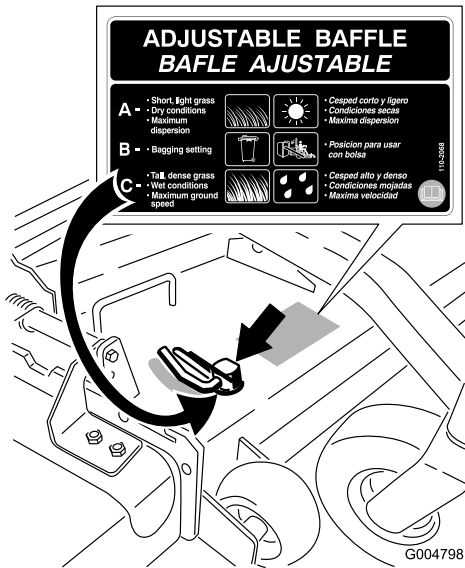 ADJUSTABLE BAFFLE
BAFLE AJUSTABLE
A - • Short, light grass
• Dry conditions
• Maximum
dispersion
• Cesped corto y ligero
• Condiciones secas
• Maxima dispersion
B - • Bagging setting
• Posicion para usar
con bolsa
C - • Tall, dense grass
• Wet conditions
• Maximum ground
speed
• Cesped alto y denso
• Condiciones mojadas
• Maxima velocidad
110-2068
G004798